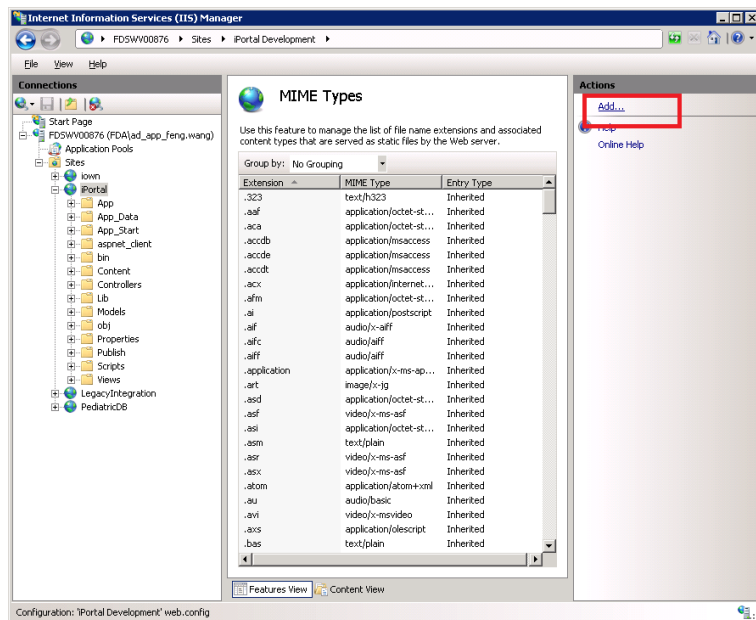 Internet Information Services (IIS) Manager
FDSWV00876 Sites iPortal Development
File View Help
Connections
Start Page
FDSWV00876 (FDA\ad_app_feng.wang)
Application Pools
Sites
iown
iPortal
App
App_Data
App_Start
aspnet_client
bin
Content
Controllers
Lib
Models
obj
Properties
Publish
Scripts
Views
LegacyIntegration
PediatricDB
MIME Types
Use this feature to manage the list of file name extensions and associated
content types that are served as static files by the Web server.
Group by: No Grouping
Extension MIME Type Entry Type
.323 text/h323 Inherited
.aaf application/octet-st... Inherited
.aca application/octet-st... Inherited
.accdb application/msaccess Inherited
.accde application/msaccess Inherited
.accdt application/msaccess Inherited
.acx application/internet... Inherited
.afm application/octet-st... Inherited
.ai application/postscript Inherited
.aif audio/x-aiff Inherited
.aifc audio/aiff Inherited
.aiff audio/aiff Inherited
.application application/x-ms-ap... Inherited
.art image/x-jg Inherited
.asd application/octet-st... Inherited
.asf video/x-ms-asf Inherited
.asi application/octet-st... Inherited
.asm text/plain Inherited
.asr video/x-ms-asf Inherited
.asx video/x-ms-asf Inherited
.atom application/atom+xml Inherited
.au audio/basic Inherited
.avi video/x-msvideo Inherited
.axs application/olescript Inherited
.bas text/plain Inherited
Features View Content View
Actions
Add...
Help
Online Help
Configuration: 'iPortal Development' web.config